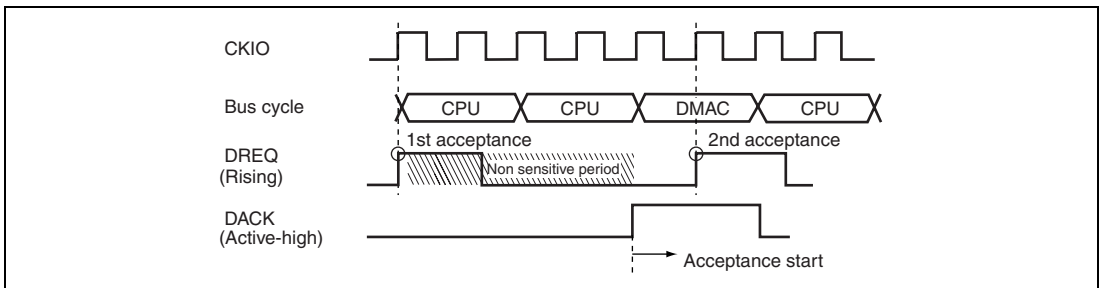 CKIO
Bus cycle CPU CPU DMAC CPU
1st acceptance 2nd acceptance
DREQ
(Rising) Non sensitive period
DACK
(Active-high)
Acceptance start